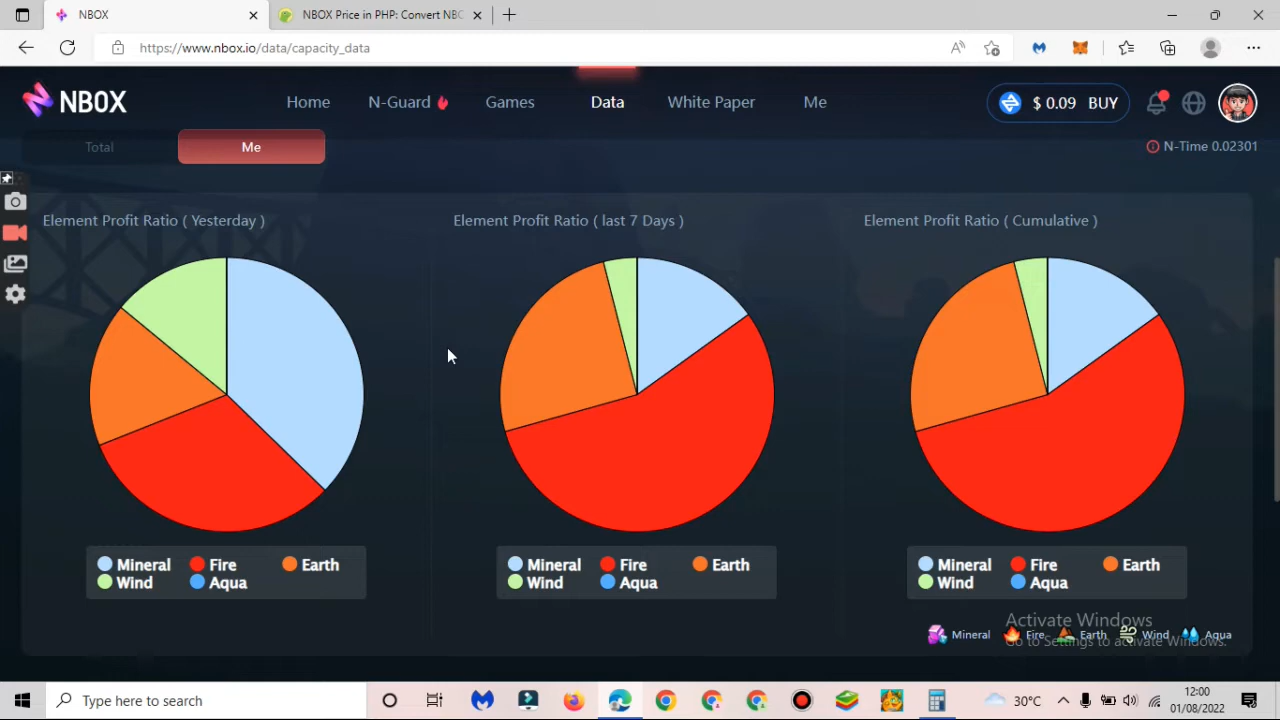 NBOX
NBOX Price in PHP: Convert NBC
https://www.nbox.io/data/capacity_data
NBOX
Home
N-Guard
Games
Data
White Paper
Me
$ 0.09 BUY
Total
Me
N-Time 0.02301
Element Profit Ratio ( Yesterday )
Element Profit Ratio ( last 7 Days )
Element Profit Ratio ( Cumulative )
Mineral Fire Earth
Wind Aqua
Mineral Fire Earth
Wind Aqua
Mineral Fire Earth
Wind Aqua
Activate Windows
Go to Settings to activate Windows.
Mineral Fire Earth Wind Aqua
Type here to search
30°C
12:00
01/08/2022